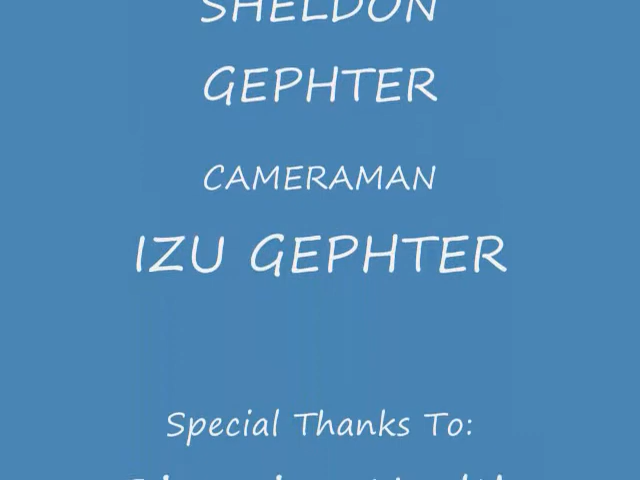 SHELDON
GEPHTER
CAMERAMAN
IZU GEPHTER
Special Thanks To: